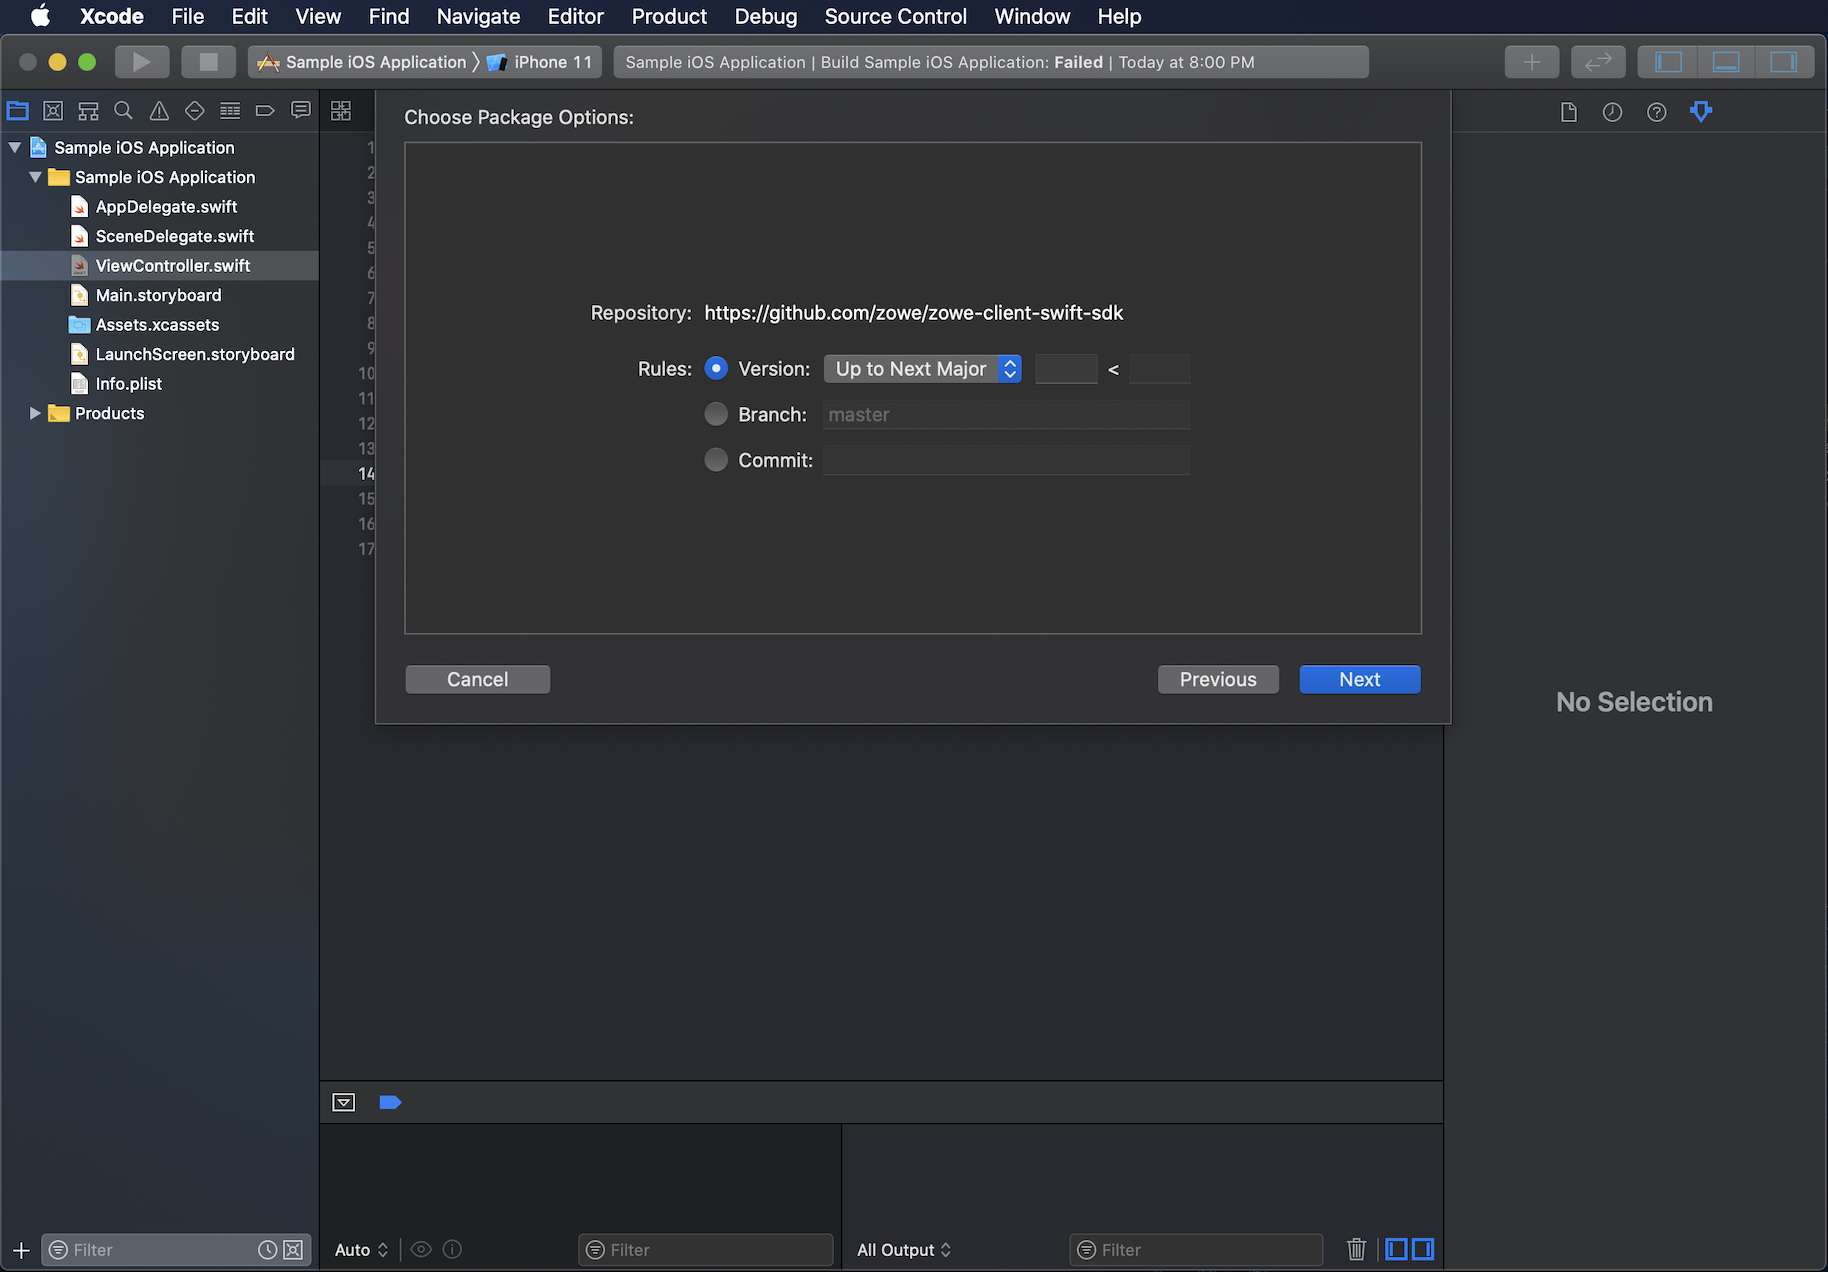 Xcode File Edit View Find Navigate Editor Product Debug Source Control Window Help
Sample iOS Application iPhone 11
Sample iOS Application | Build Sample iOS Application: Failed | Today at 8:00 PM
Sample iOS Application
Sample iOS Application
AppDelegate.swift
SceneDelegate.swift
ViewController.swift
Main.storyboard
Assets.xcassets
LaunchScreen.storyboard
Info.plist
Products
1
2
3
4
5
6
7
8
9
10
11
12
13
14
15
16
17
Choose Package Options:
Repository: https://github.com/zowe/zowe-client-swift-sdk
Rules: Version: Up to Next Major <
Branch: master
Commit:
Cancel Previous Next
No Selection
Filter
Auto Filter
All Output Filter